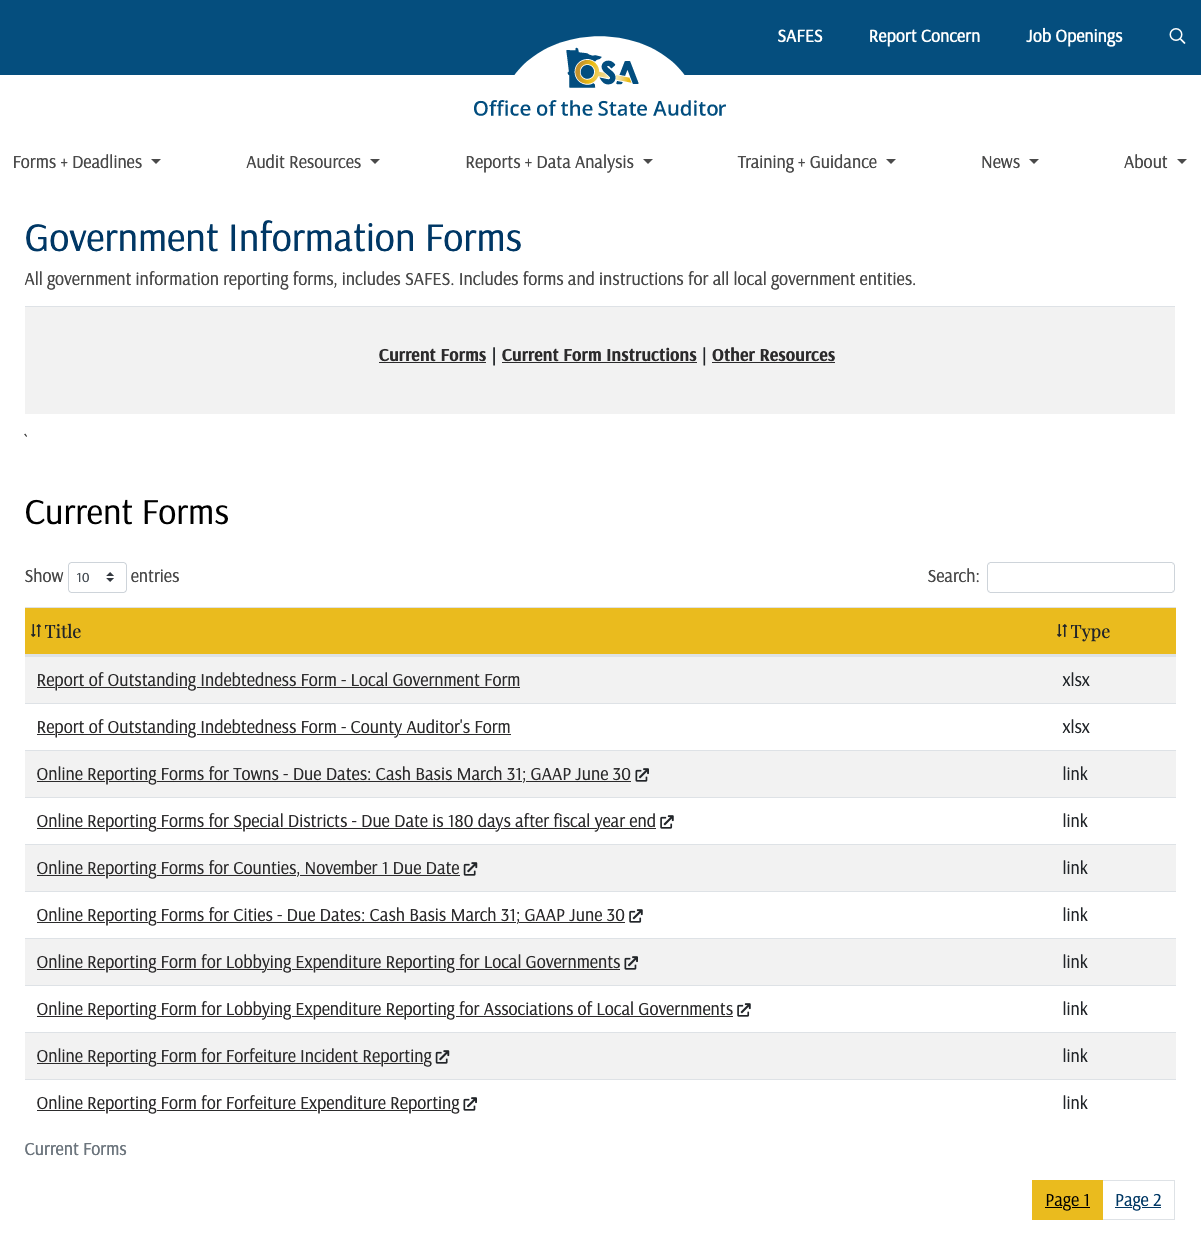 SAFES Report Concern Job Openings
OSA
Office of the State Auditor
Forms + Deadlines Audit Resources Reports + Data Analysis Training + Guidance News About
Government Information Forms
All government information reporting forms, includes SAFES. Includes forms and instructions for all local government entities.
Current Forms | Current Form Instructions | Other Resources
`
Current Forms
Show 10 entries Search:
Title Type
Report of Outstanding Indebtedness Form - Local Government Form xlsx
Report of Outstanding Indebtedness Form - County Auditor's Form xlsx
Online Reporting Forms for Towns - Due Dates: Cash Basis March 31; GAAP June 30 link
Online Reporting Forms for Special Districts - Due Date is 180 days after fiscal year end link
Online Reporting Forms for Counties, November 1 Due Date link
Online Reporting Forms for Cities - Due Dates: Cash Basis March 31; GAAP June 30 link
Online Reporting Form for Lobbying Expenditure Reporting for Local Governments link
Online Reporting Form for Lobbying Expenditure Reporting for Associations of Local Governments link
Online Reporting Form for Forfeiture Incident Reporting link
Online Reporting Form for Forfeiture Expenditure Reporting link
Current Forms
Page 1 Page 2